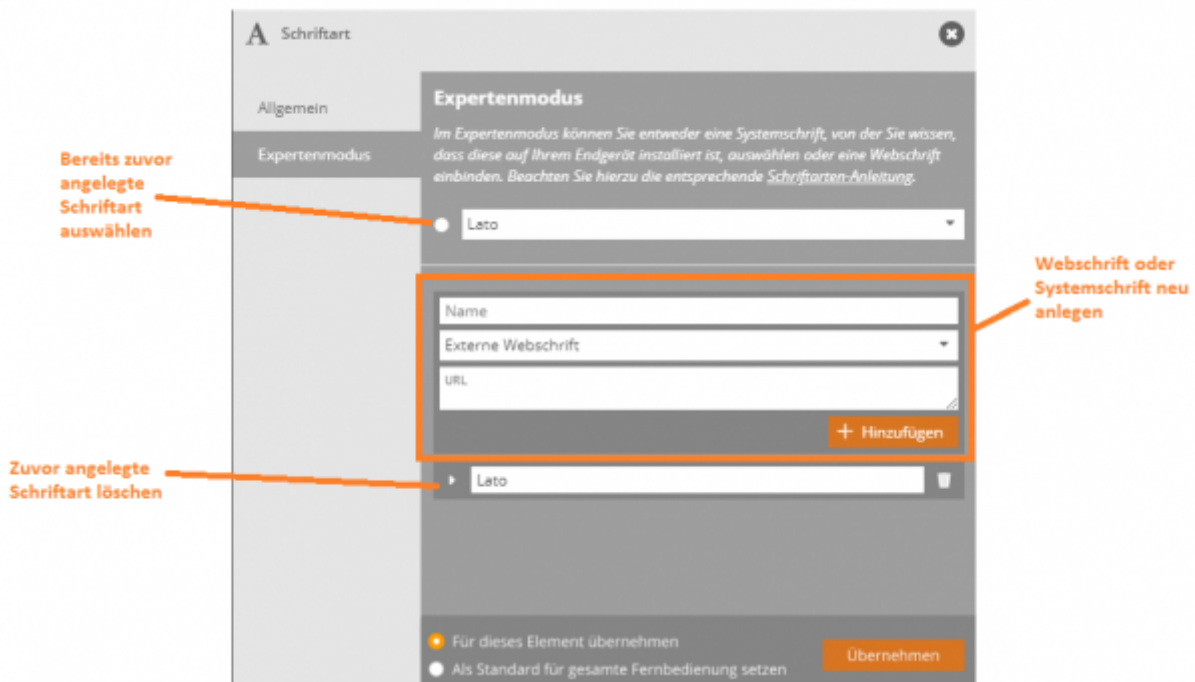 A Schriftart
Allgemein
Expertenmodus
Expertenmodus
Im Expertenmodus können Sie entweder eine Systemschrift, von der Sie wissen,
dass diese auf Ihrem Endgerät installiert ist, auswählen oder eine Webschrift
einbinden. Beachten Sie hierzu die entsprechende Schriftarten-Anleitung.
Bereits zuvor
angelegte
Schriftart
auswählen
Lato
Webschrift oder
Systemschrift neu
anlegen
Name
Externe Webschrift
URL
+ Hinzufügen
Zuvor angelegte
Schriftart löschen
Lato
Für dieses Element übernehmen
Als Standard für gesamte Fernbedienung setzen
Übernehmen